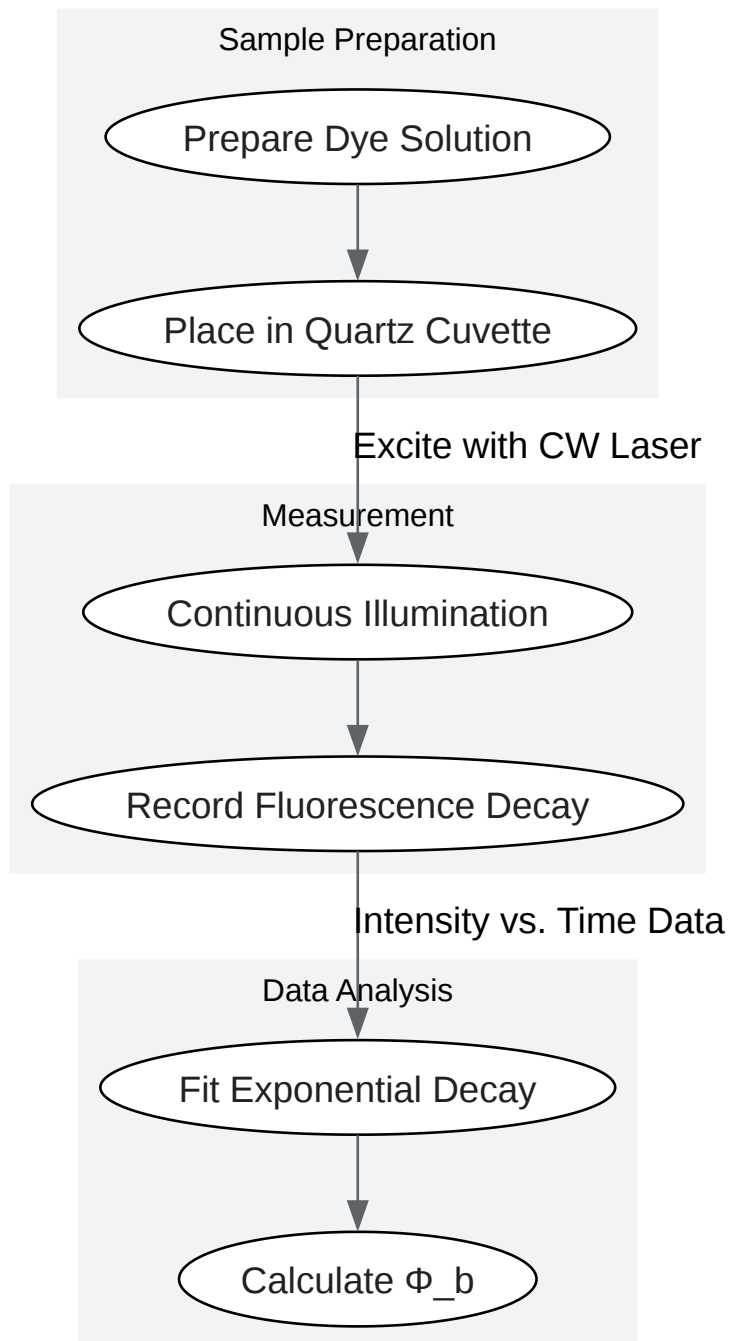 Sample Preparation
Prepare Dye Solution
Place in Quartz Cuvette
Excite with CW Laser
Measurement
Continuous Illumination
Record Fluorescence Decay
Intensity vs. Time Data
Data Analysis
Fit Exponential Decay
Calculate Φ_b